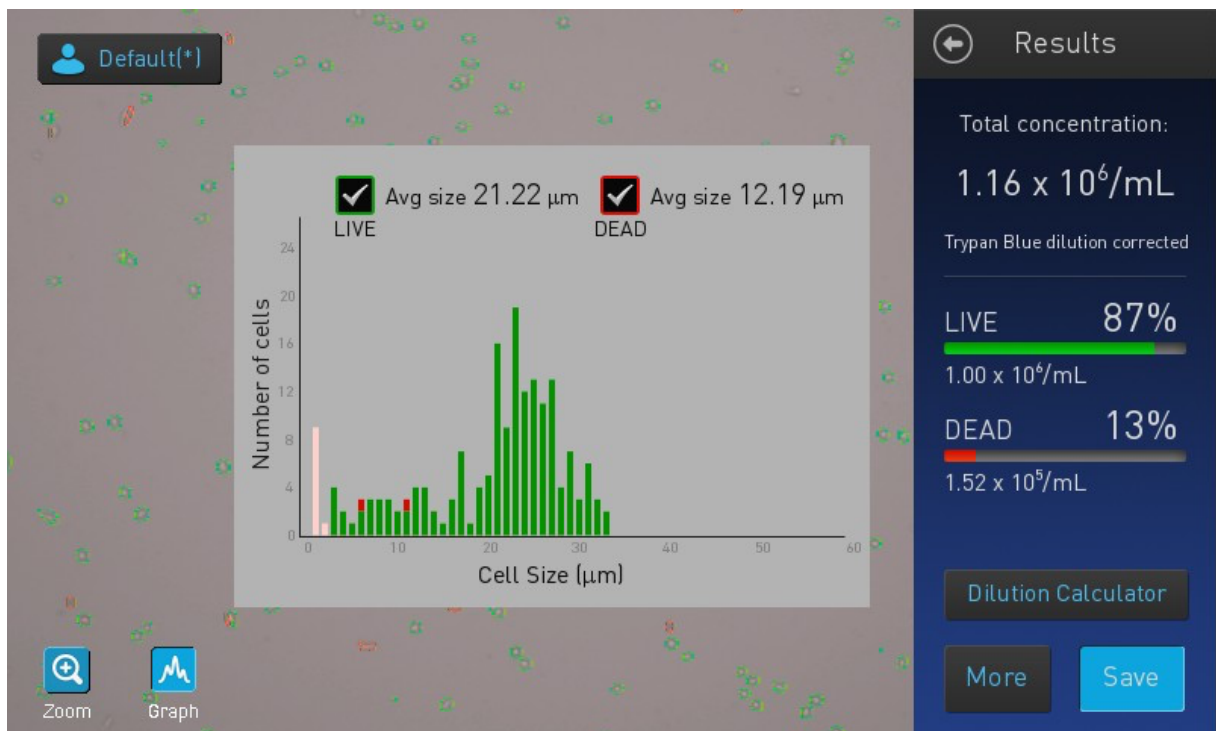 Default(*)
Results
Total concentration:
1.16 x 10⁶/mL
Trypan Blue dilution corrected
LIVE 87%
1.00 x 10⁶/mL
DEAD 13%
1.52 x 10⁵/mL
Dilution Calculator
More Save
Avg size 21.22 μm Avg size 12.19 μm
LIVE DEAD
Number of cells
24
20
16
12
8
4
0
0 10 20 30 40 50 60
Cell Size (μm)
Zoom Graph